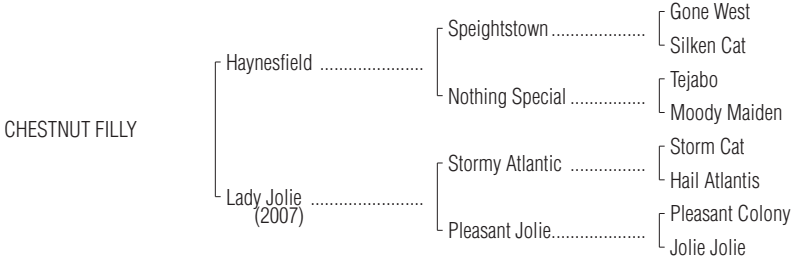 Gone West
Speightstown ....................
Silken Cat
Haynesfield ......................
Tejabo
Nothing Special ................
Moody Maiden
CHESTNUT FILLY
Storm Cat
Stormy Atlantic ................
Hail Atlantis
Lady Jolie ........................
(2007)
Pleasant Colony
Pleasant Jolie....................
Jolie Jolie